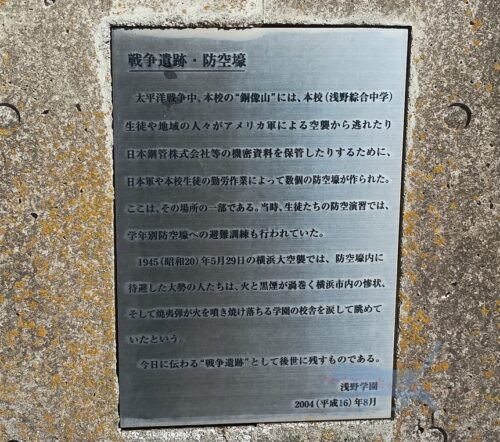 戦争遺跡・防空壕
太平洋戦争中、本校の“銅像山”には、本校(浅野綜合中学)
生徒や地域の人々がアメリカ軍による空襲から逃れたり
日本鋼管株式会社等の機密資料を保管したりするために、
日本軍や本校生徒の勤労作業によって数個の防空壕が作られた。
ここは、その場所の一部である。当時、生徒たちの防空演習では、
学年別防空壕への避難訓練も行われていた。
1945(昭和20)年5月29日の横浜大空襲では、防空壕内に
待避した大勢の人たちは、火と黒煙が渦巻く横浜市内の惨状、
そして焼夷弾が火を噴き焼け落ちる学園の校舎を涙して眺めて
いたという。
今日に伝わる“戦争遺跡”として後世に残すものである。
浅野学園
2004(平成16)年8月